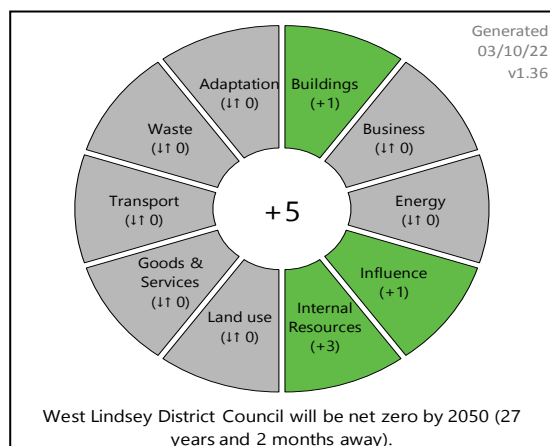 Generated
03/10/22
v1.36
Adaptation
(↓↑ 0)
Buildings
(+1)
Waste
(↓↑ 0)
Business
(↓↑ 0)
Transport
(↓↑ 0)
+5
Energy
(↓↑ 0)
Goods &
Services
(↓↑ 0)
Influence
(+1)
Land use
(↓↑ 0)
Internal
Resources
(+3)
West Lindsey District Council will be net zero by 2050 (27
years and 2 months away).